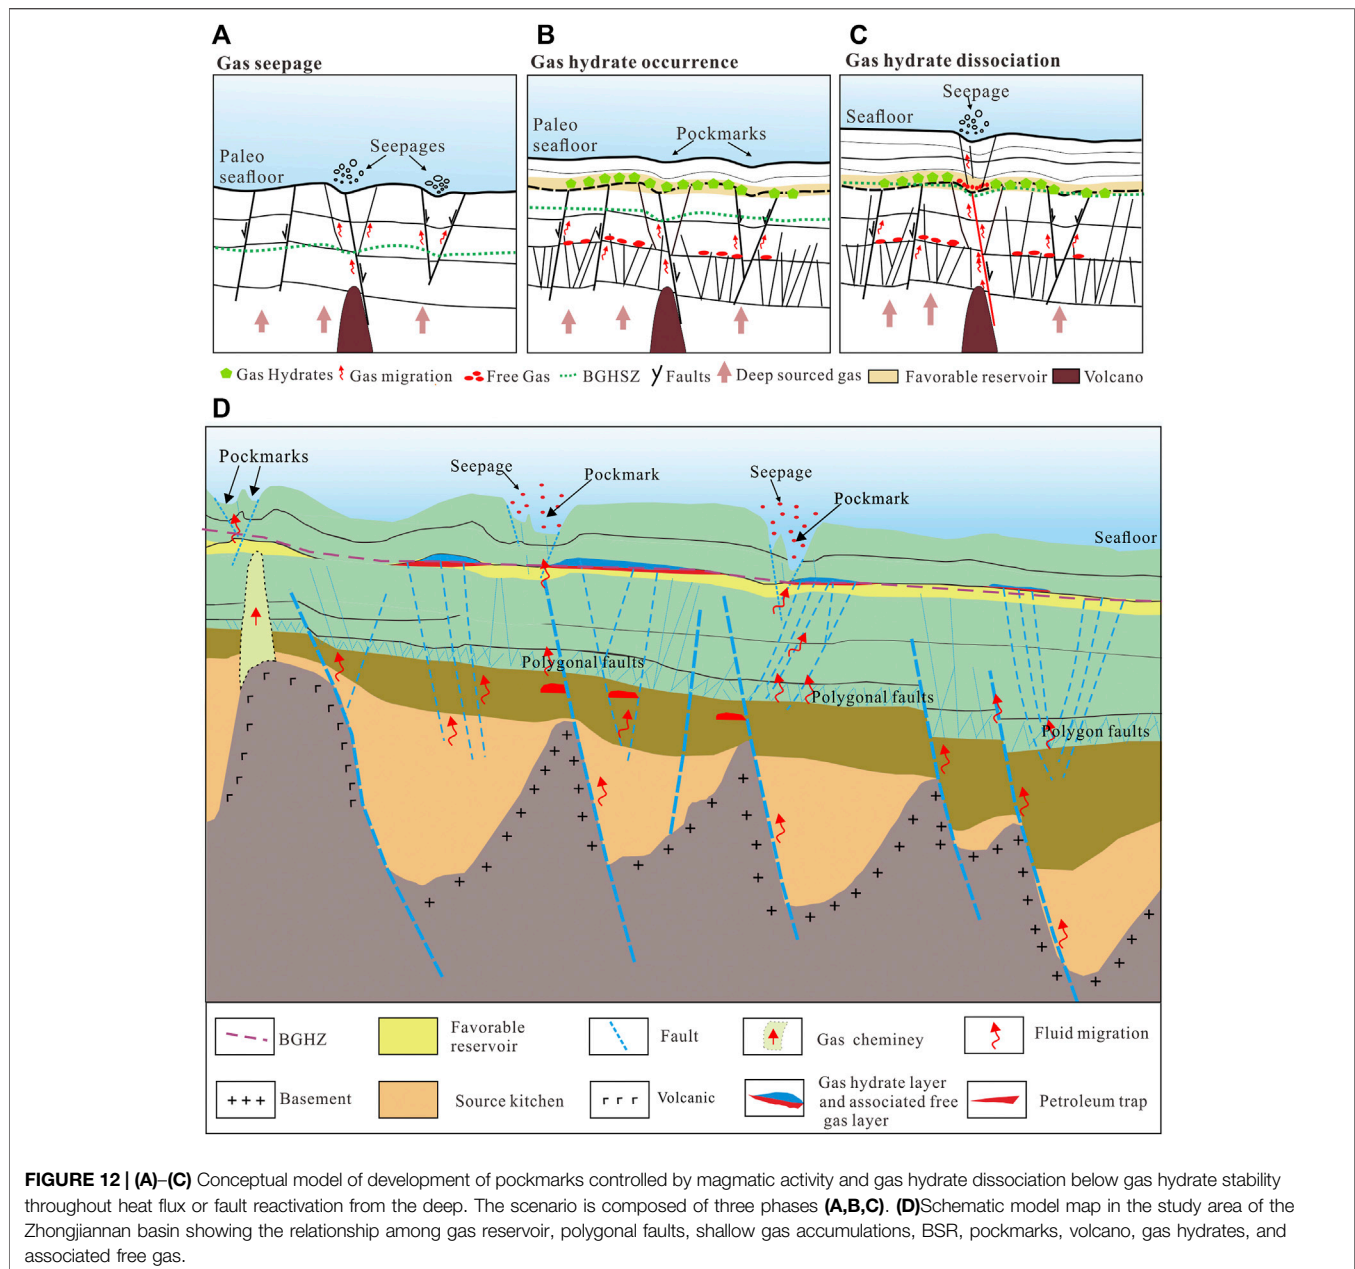 A
B
C
Gas seepage
Gas hydrate occurrence
Gas hydrate dissociation
Paleo
seafloor
Seepages
Paleo
seafloor
Pockmarks
Seepage
Seafloor
Gas Hydrates
Gas migration
Free Gas
BGHSZ
Faults
Deep sourced gas
Favorable reservoir
Volcano
D
Pockmarks
Seepage
Pockmark
Seepage
Pockmark
Seafloor
Polygonal faults
Polygonal faults
Polygon faults
BGHZ
Favorable
reservoir
Fault
Gas cheminey
Fluid migration
Basement
Source kitchen
Volcanic
Gas hydrate layer
and associated free
gas layer
Petroleum trap
FIGURE 12 | (A)–(C) Conceptual model of development of pockmarks controlled by magmatic activity and gas hydrate dissociation below gas hydrate stability
throughout heat flux or fault reactivation from the deep. The scenario is composed of three phases (A,B,C). (D)Schematic model map in the study area of the
Zhongjiannan basin showing the relationship among gas reservoir, polygonal faults, shallow gas accumulations, BSR, pockmarks, volcano, gas hydrates, and
associated free gas.